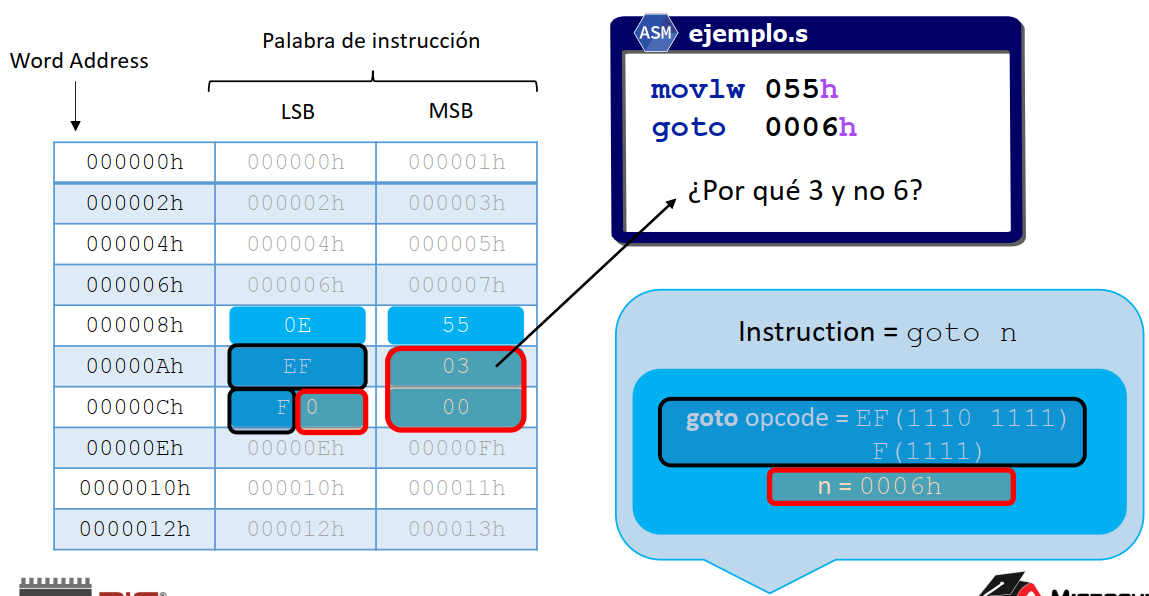 Word Address
Palabra de instrucción
LSB MSB
000000h 000000h 000001h
000002h 000002h 000003h
000004h 000004h 000005h
000006h 000006h 000007h
000008h 0E 55
00000Ah EF 03
00000Ch F 0 00
00000Eh 00000Eh 00000Fh
0000010h 000010h 000011h
0000012h 000012h 000013h
ASM ejemplo.s
movlw 055h
goto 0006h
¿Por qué 3 y no 6?
Instruction = goto n
goto opcode = EF(1110 1111)
F(1111)
n = 0006h